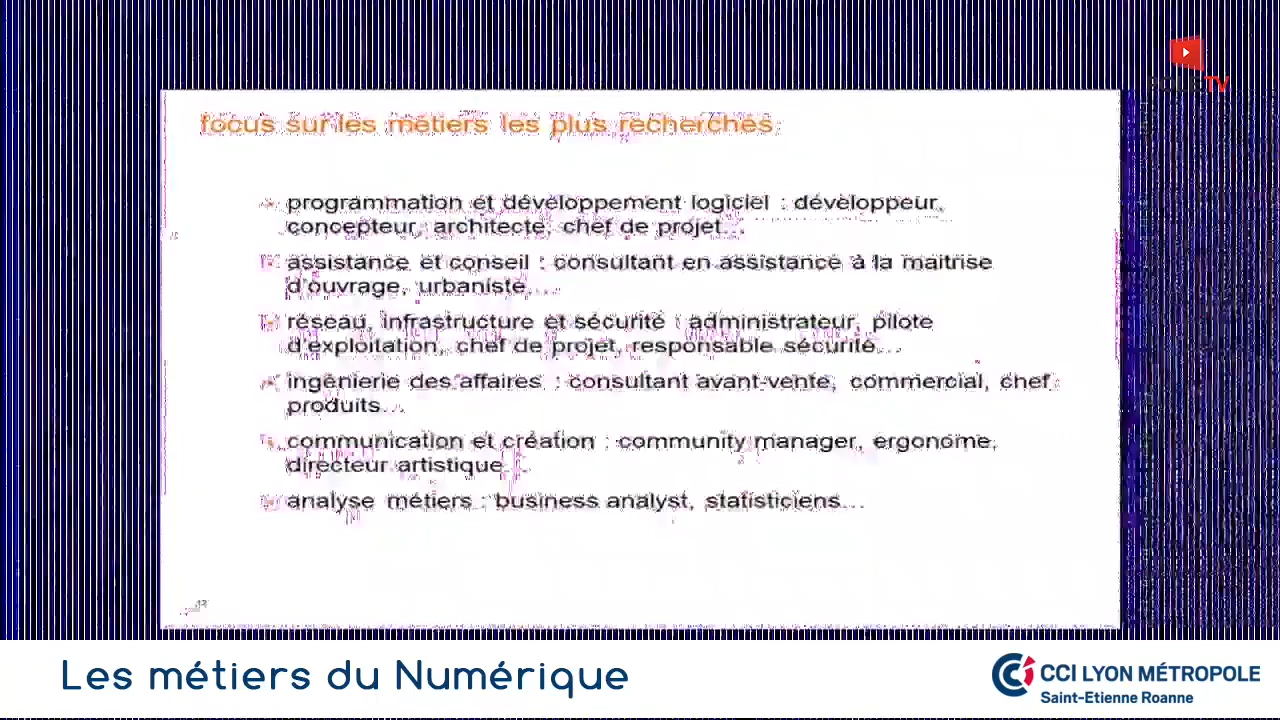 TV
focus sur les métiers les plus recherchés
programmation et développement logiciel : développeur,
concepteur, architecte, chef de projet…
assistance et conseil : consultant en assistance à la maitrise
d'ouvrage, urbaniste,…
réseau, infrastructure et sécurité : administrateur, pilote
d'exploitation, chef de projet, responsable sécurité…
ingénierie des affaires : consultant avant-vente, commercial, chef
produits…
communication et création : community manager, ergonome,
directeur artistique…
analyse métiers : business analyst, statisticiens…
Les métiers du Numérique
CCI LYON MÉTROPOLE
Saint-Etienne Roanne